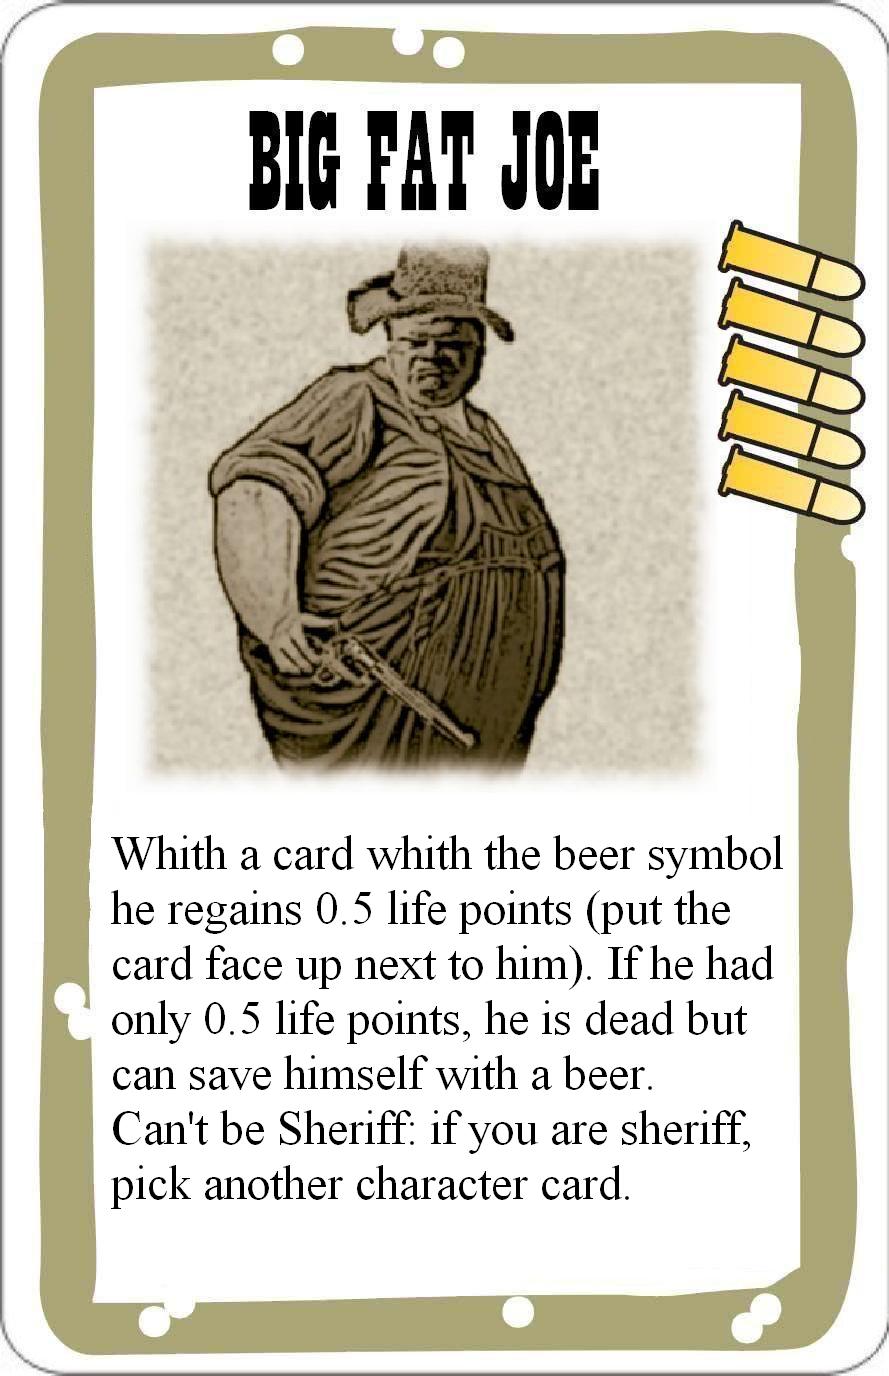 BIG FAT JOE
Whith a card whith the beer symbol
he regains 0.5 life points (put the
card face up next to him). If he had
only 0.5 life points, he is dead but
can save himself with a beer.
Can't be Sheriff: if you are sheriff,
pick another character card.